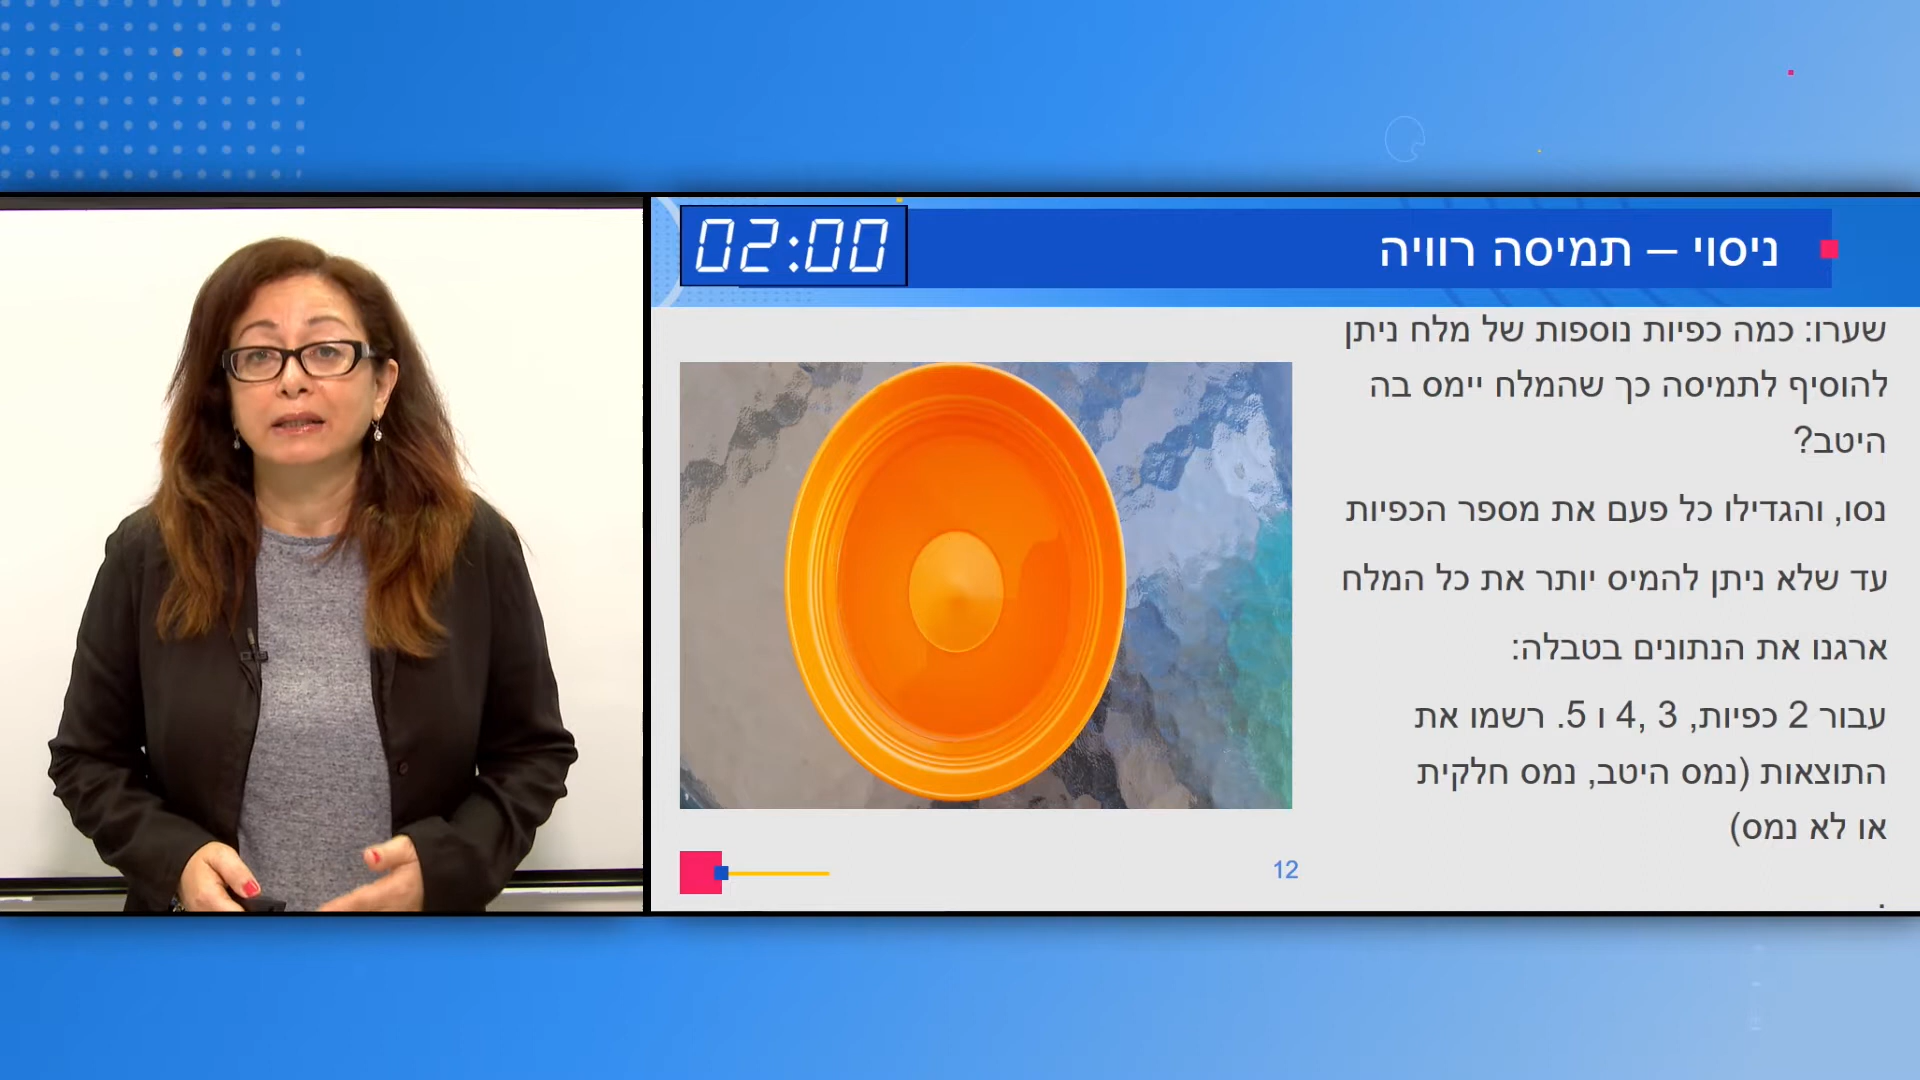 02:00
ניסוי – תמיסה רוויה
שערו: כמה כפיות נוספות של מלח ניתן
להוסיף לתמיסה כך שהמלח יימס בה
היטב?
נסו, והגדילו כל פעם את מספר הכפיות
עד שלא ניתן להמיס יותר את כל המלח
ארגנו את הנתונים בטבלה:
עבור 2 כפיות, 3 ,4 ו 5. רשמו את
התוצאות (נמס היטב, נמס חלקית
או לא נמס)
.
12